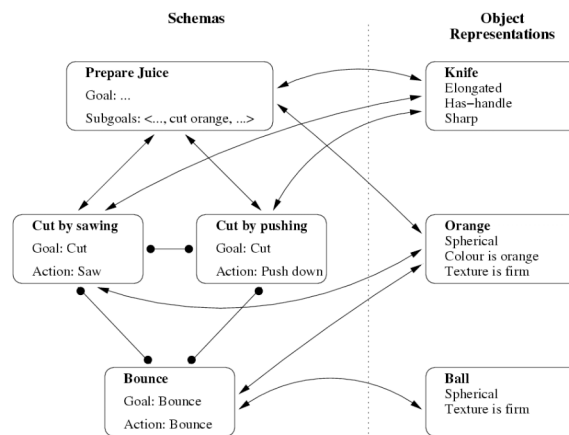 Schemas
Object
Representations
Prepare Juice
Goal: ...
Subgoals: <..., cut orange, ...>
Knife
Elongated
Has-handle
Sharp
Cut by sawing
Goal: Cut
Action: Saw
Cut by pushing
Goal: Cut
Action: Push down
Orange
Spherical
Colour is orange
Texture is firm
Bounce
Goal: Bounce
Action: Bounce
Ball
Spherical
Texture is firm